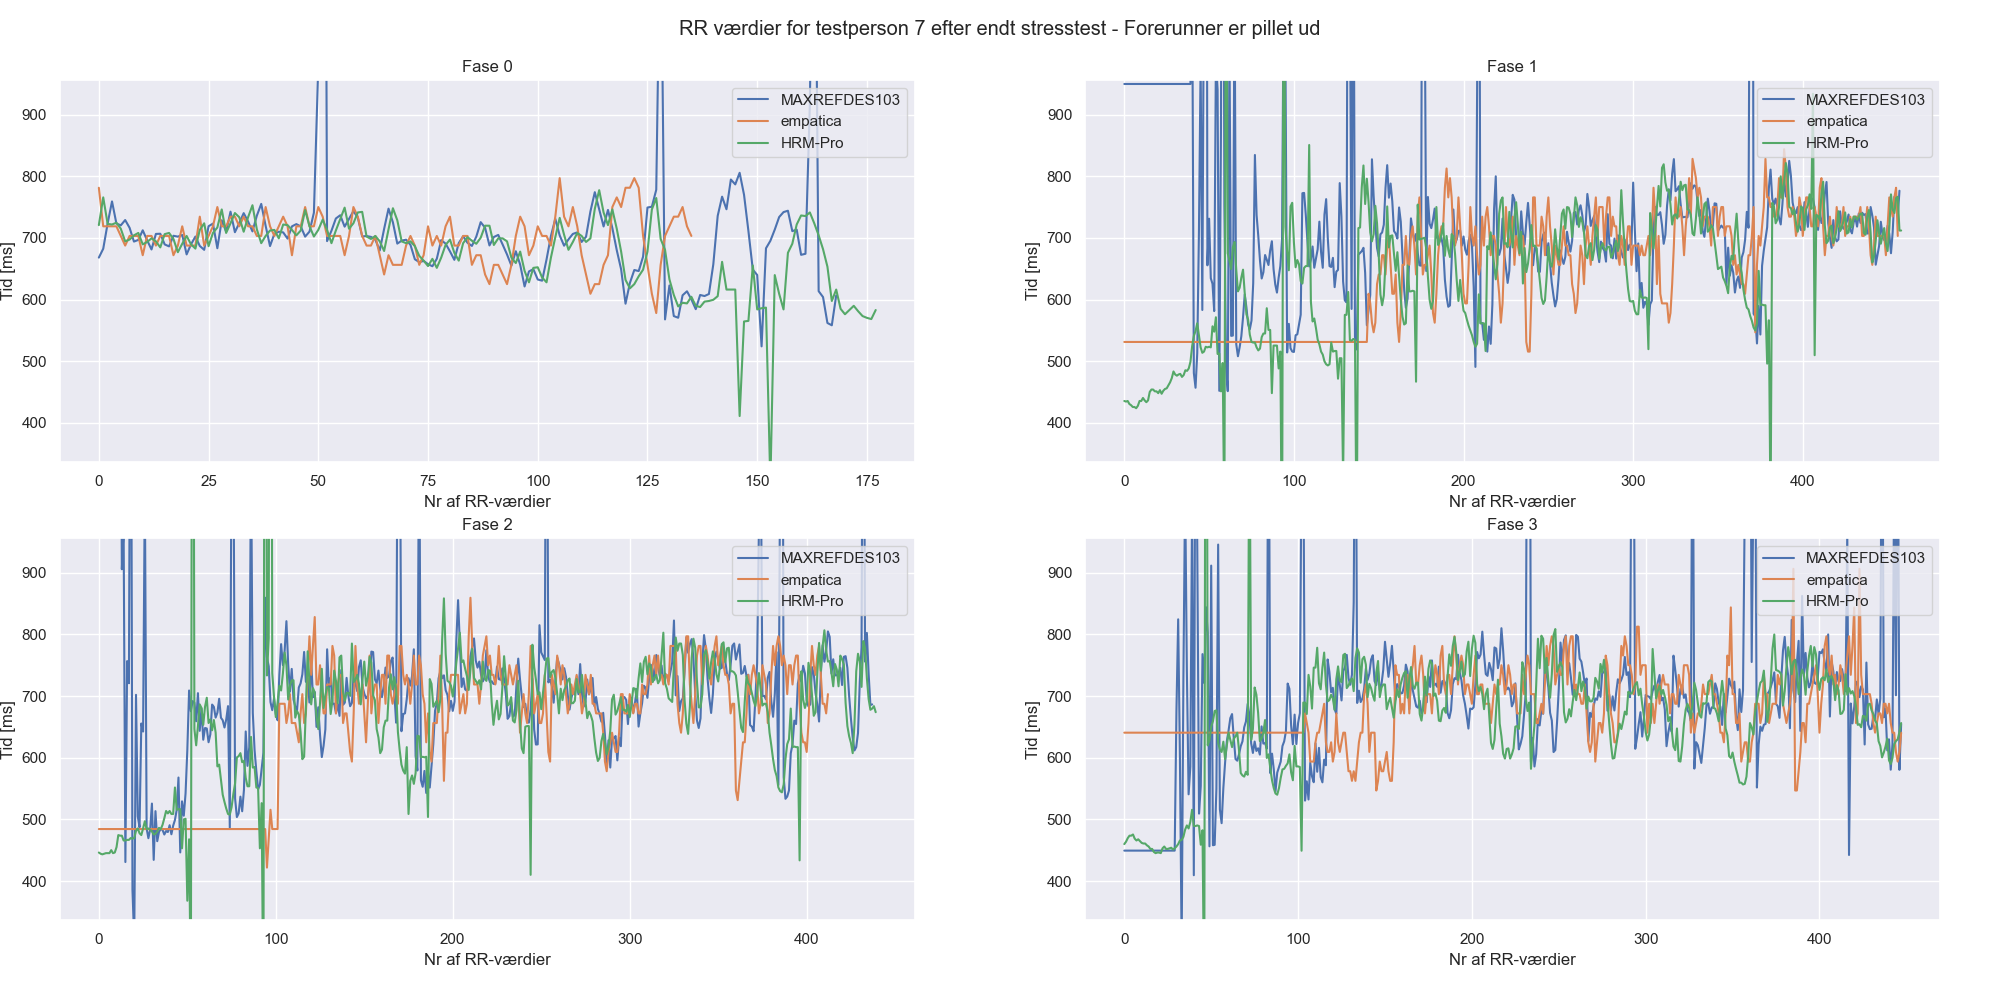 RR værdier for testperson 7 efter endt stresstest - Forerunner er pillet ud
Fase 0
900
800
700
600
500
400
Tid [ms]
0 25 50 75 100 125 150 175
Nr af RR-værdier
MAXREFDES103
empatica
HRM-Pro
Fase 1
900
800
700
600
500
400
Tid [ms]
0 100 200 300 400
Nr af RR-værdier
MAXREFDES103
empatica
HRM-Pro
Fase 2
900
800
700
600
500
400
Tid [ms]
0 100 200 300 400
Nr af RR-værdier
MAXREFDES103
empatica
HRM-Pro
Fase 3
900
800
700
600
500
400
Tid [ms]
0 100 200 300 400
Nr af RR-værdier
MAXREFDES103
empatica
HRM-Pro